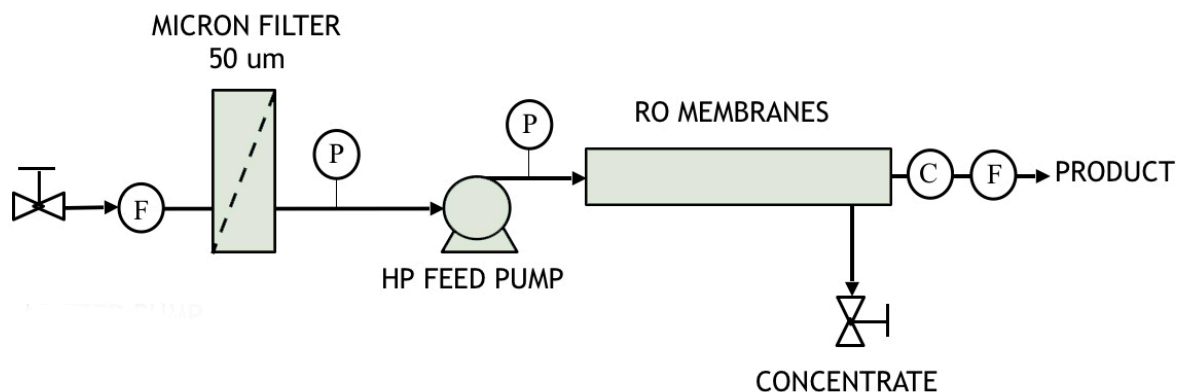 MICRON FILTER
50 um
P
P
RO MEMBRANES
F
C
F
PRODUCT
HP FEED PUMP
CONCENTRATE